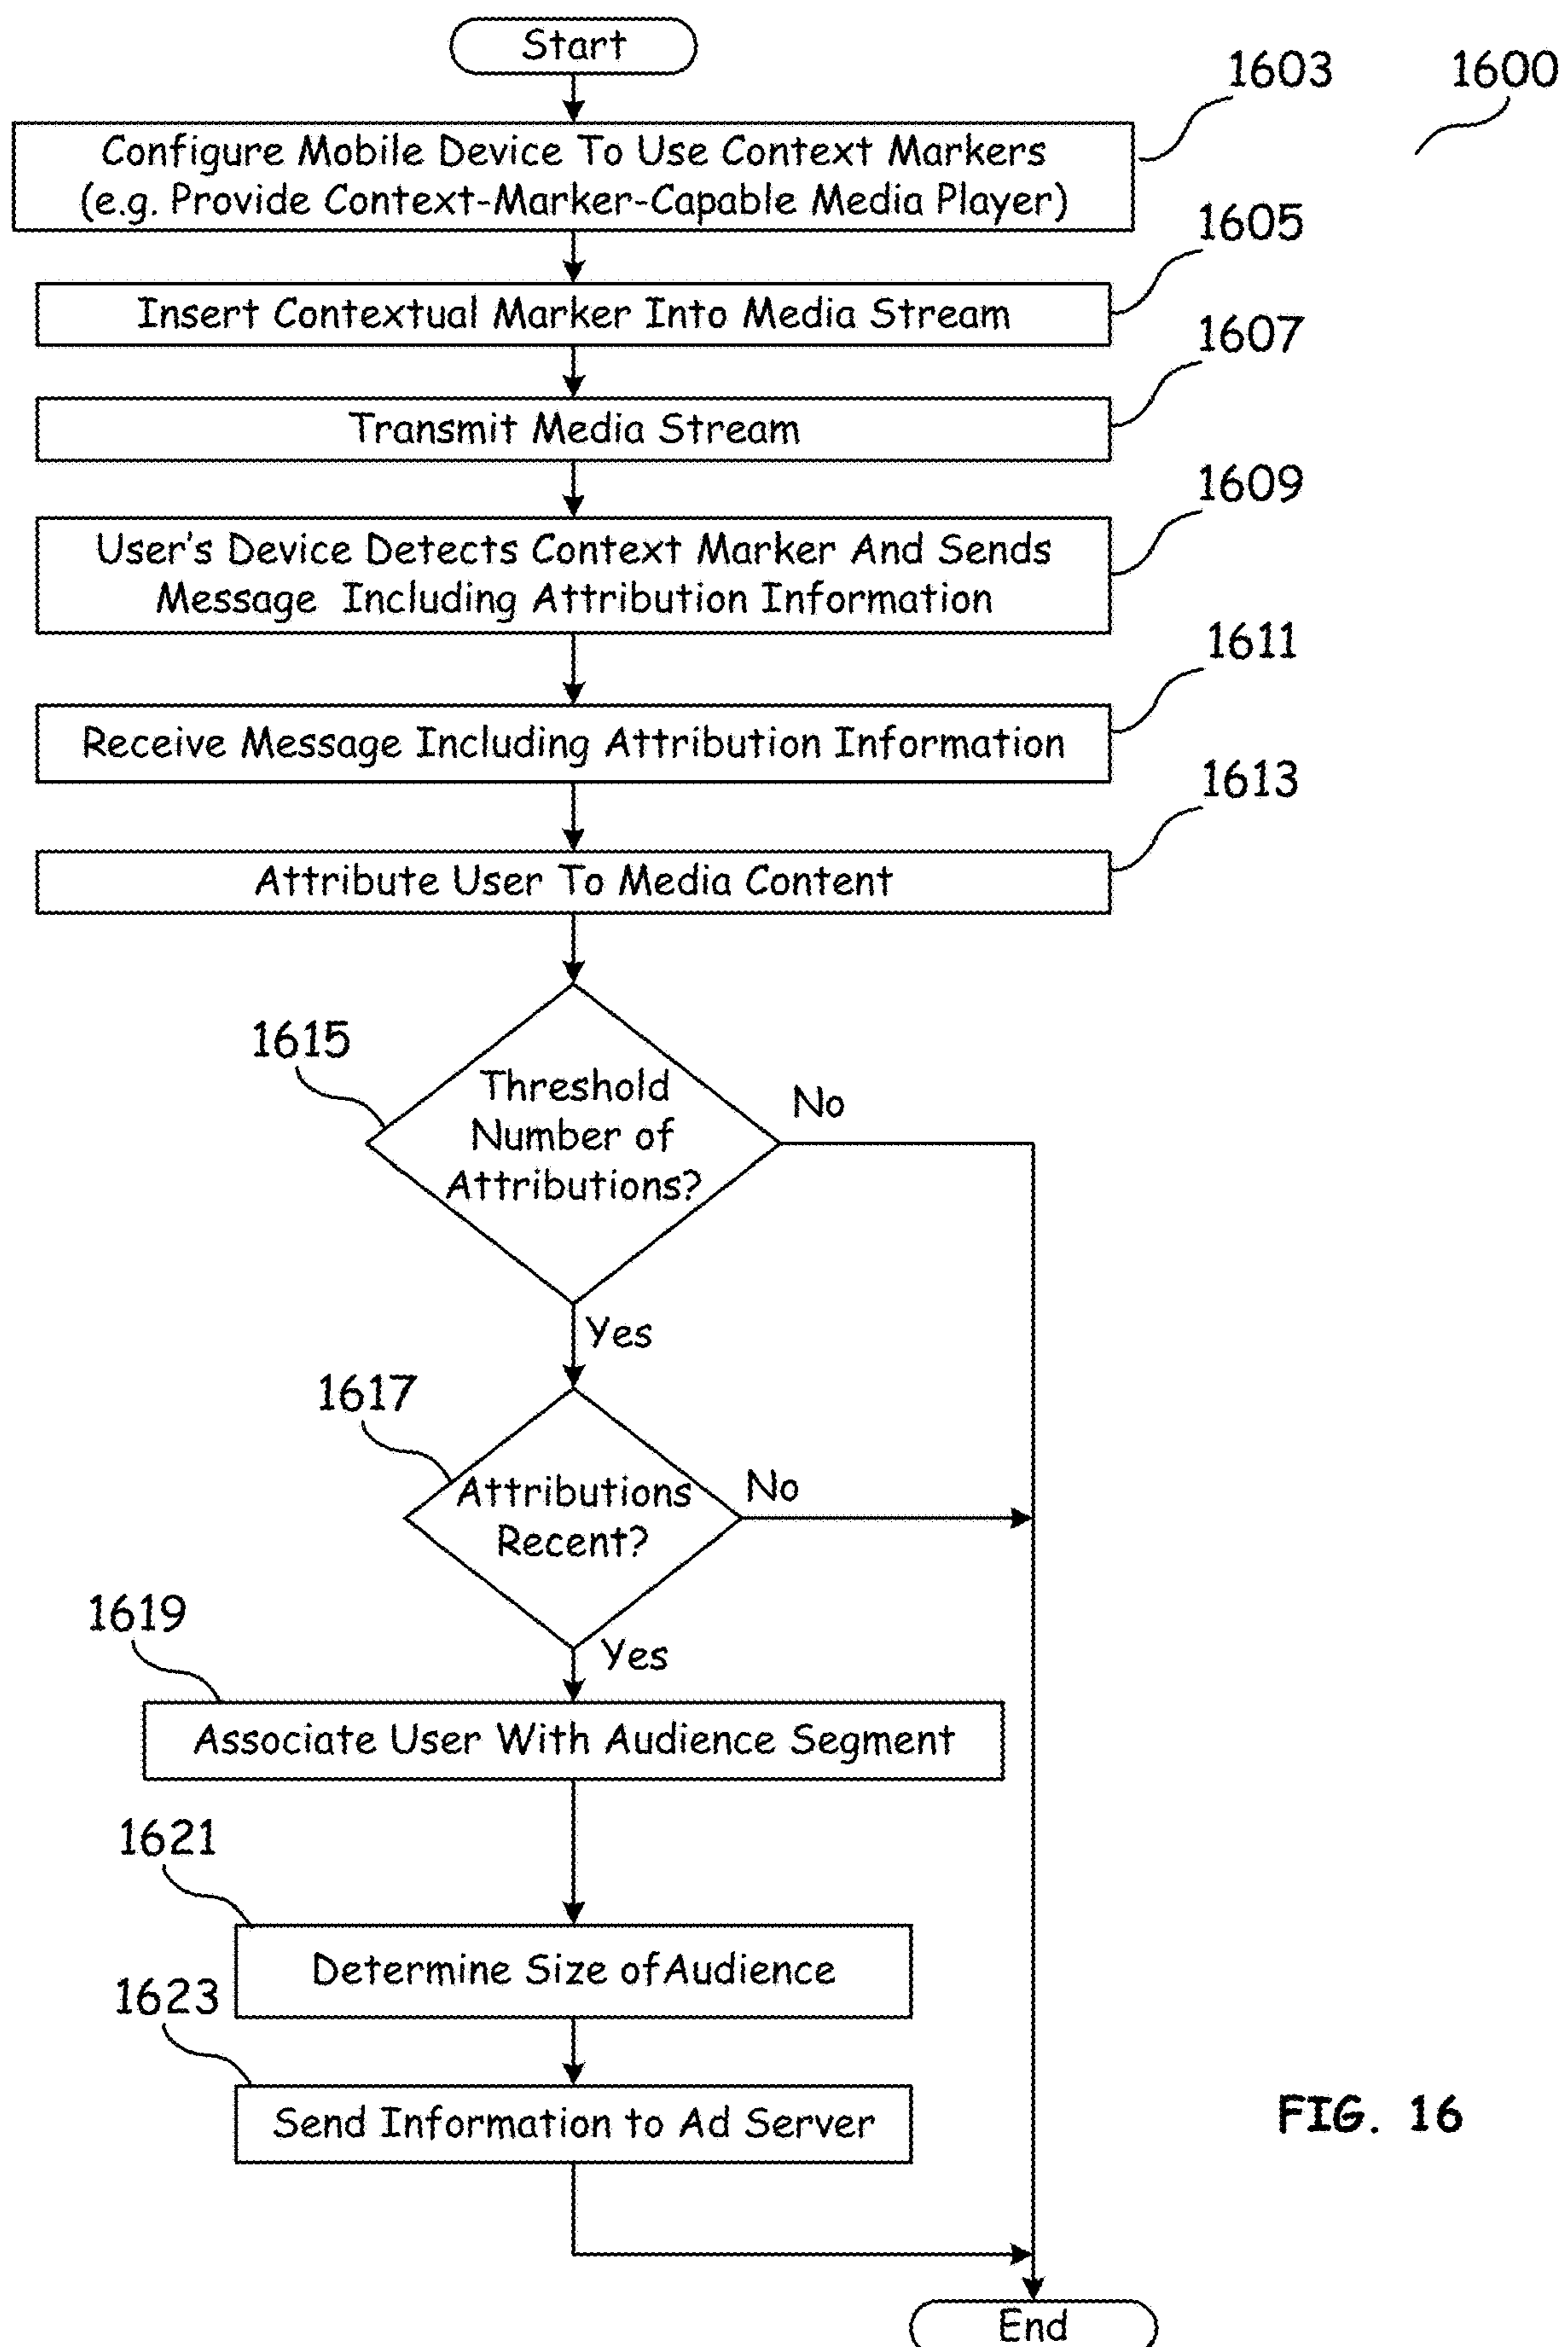 Start
1603
1600
Configure Mobile Device To Use Context Markers
(e.g. Provide Context-Marker-Capable Media Player)
1605
Insert Contextual Marker Into Media Stream
1607
Transmit Media Stream
1609
User's Device Detects Context Marker And Sends
Message Including Attribution Information
1611
Receive Message Including Attribution Information
1613
Attribute User To Media Content
1615
Threshold
Number of
Attributions?
No
Yes
1617
Attributions
Recent?
No
Yes
1619
Associate User With Audience Segment
1621
Determine Size ofAudience
1623
Send Information to Ad Server
FIG. 16
End